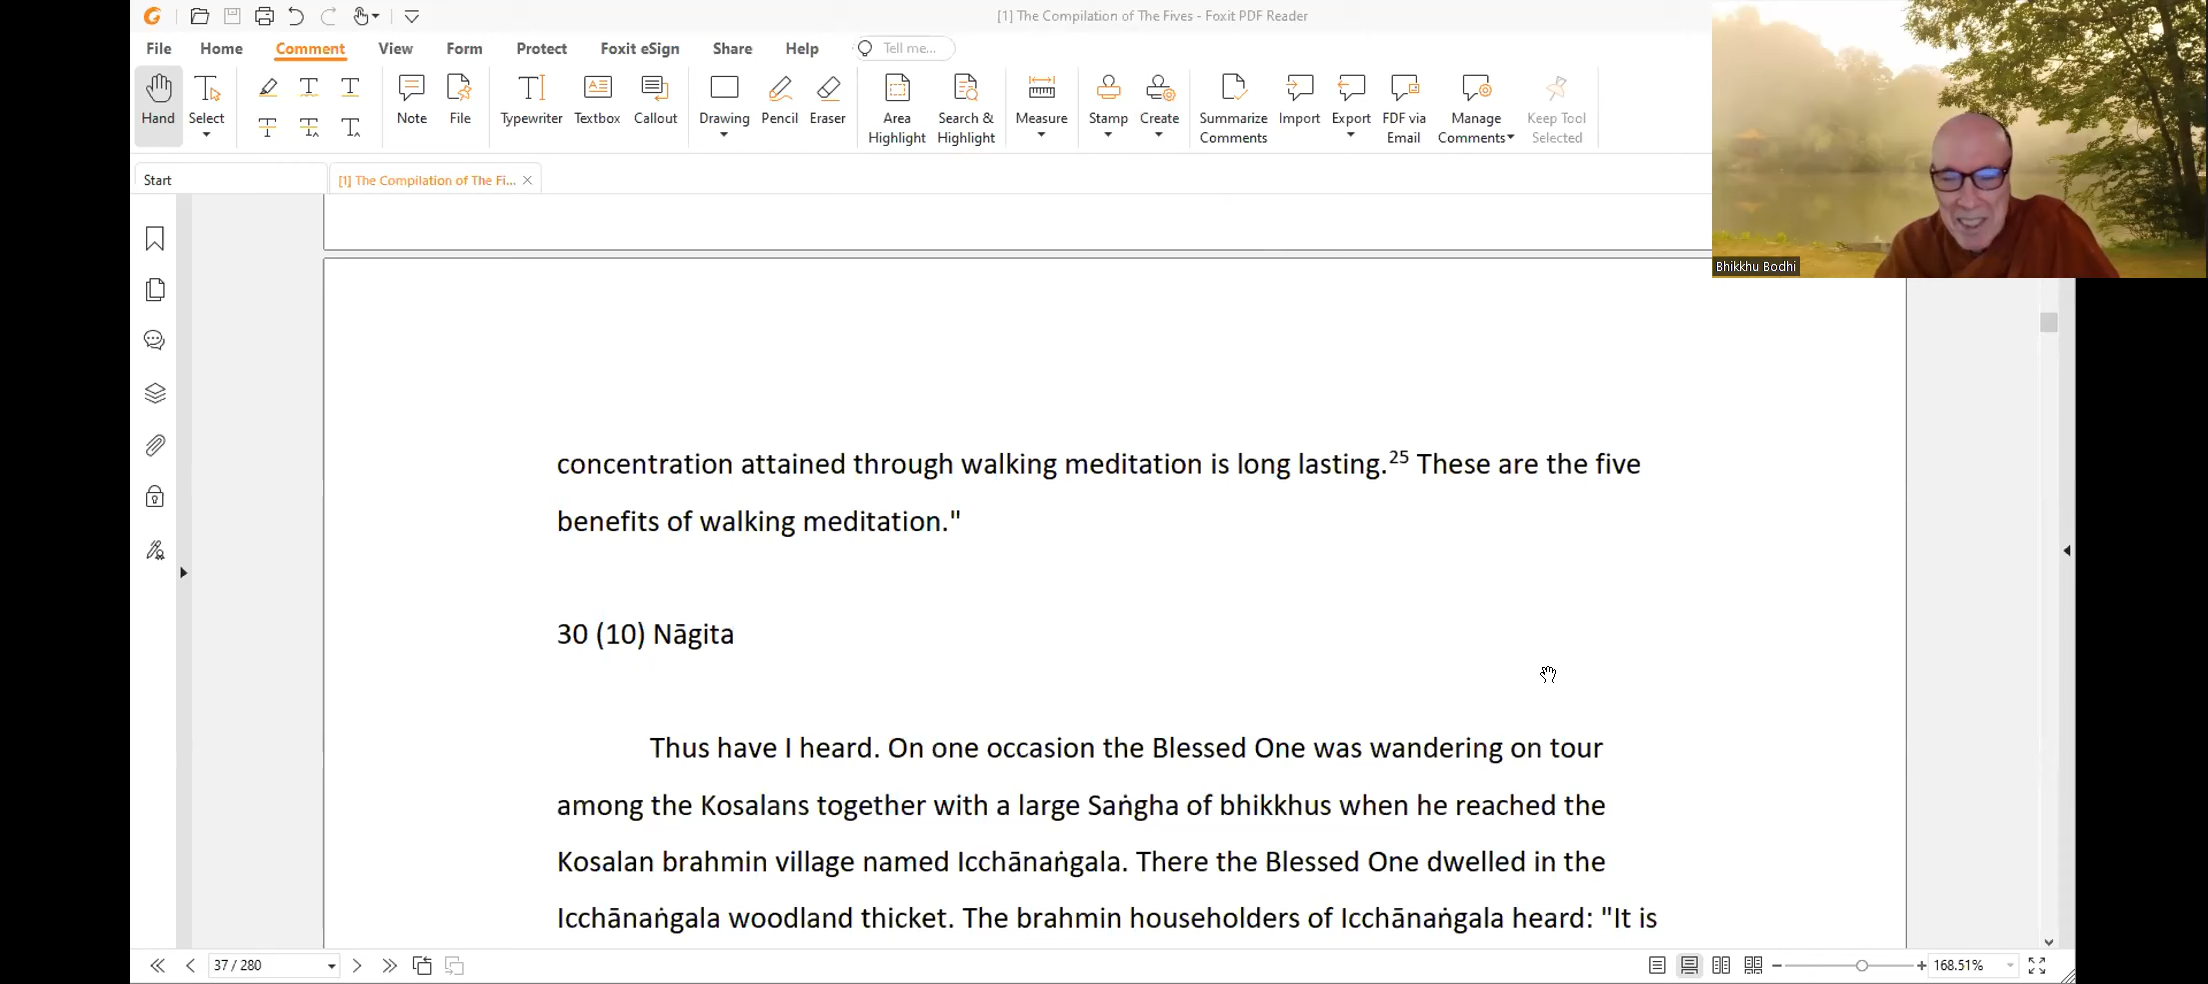 [1] The Compilation of The Fives - Foxit PDF Reader
File Home Comment View Form Protect Foxit eSign Share Help Tell me...
Hand Select Note File Typewriter Textbox Callout Drawing Pencil Eraser Area Highlight Search & Highlight Measure Stamp Create Summarize Comments Import Export FDF via Email Manage Comments Keep Tool Selected
Start [1] The Compilation of The Fi...
Bhikkhu Bodhi
concentration attained through walking meditation is long lasting.25 These are the five
benefits of walking meditation."
30 (10) Nāgita
Thus have I heard. On one occasion the Blessed One was wandering on tour
among the Kosalans together with a large Saṅgha of bhikkhus when he reached the
Kosalan brahmin village named Icchānaṅgala. There the Blessed One dwelled in the
Icchānaṅgala woodland thicket. The brahmin householders of Icchānaṅgala heard: "It is
37 / 280 168.51%